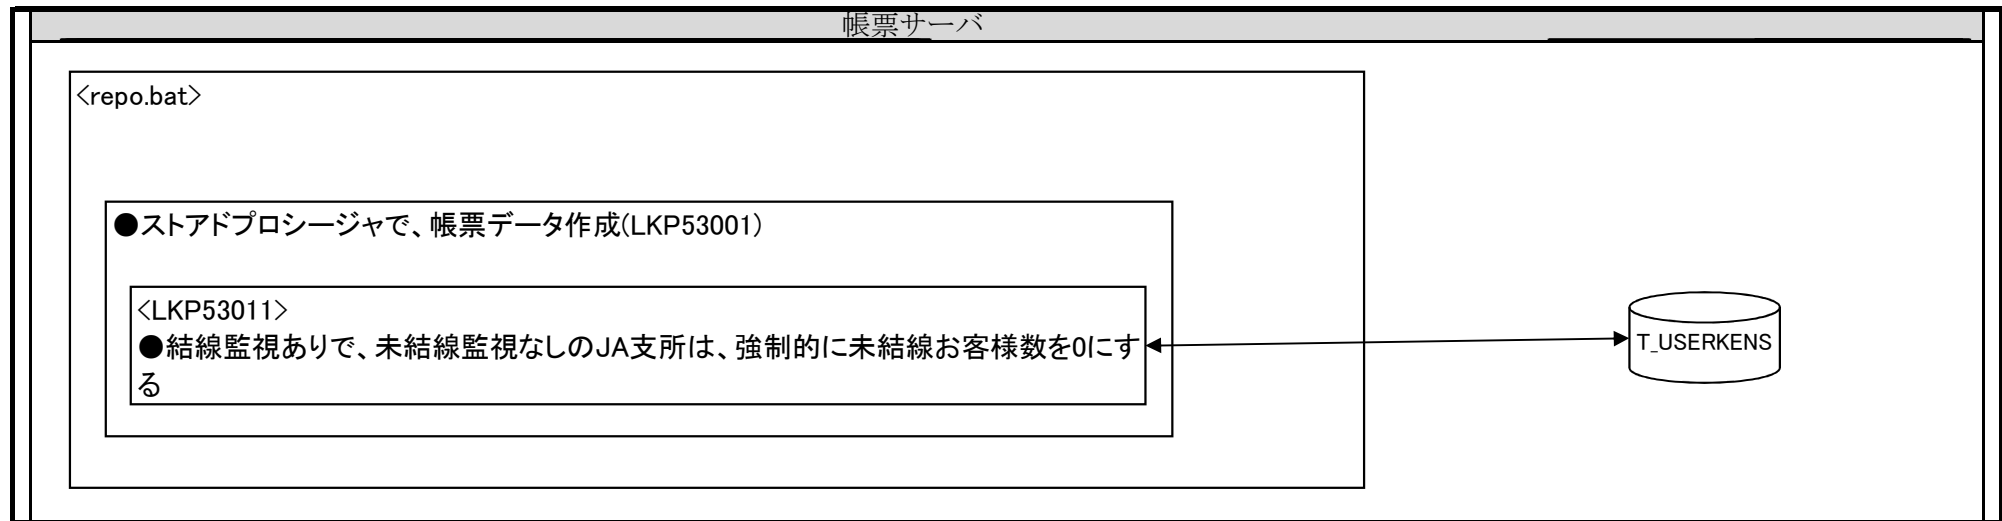 帳票サーバ
<repo.bat>
●ストアドプロシージャで、帳票データ作成(LKP53001)
<LKP53011>
●結線監視ありで、未結線監視なしのJA支所は、強制的に未結線お客様数を0にす
る
T_USERKENS